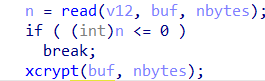 n = read(v12, buf, nbytes);
if ( (int)n <= 0 )
break;
xcrypt(buf, nbytes);